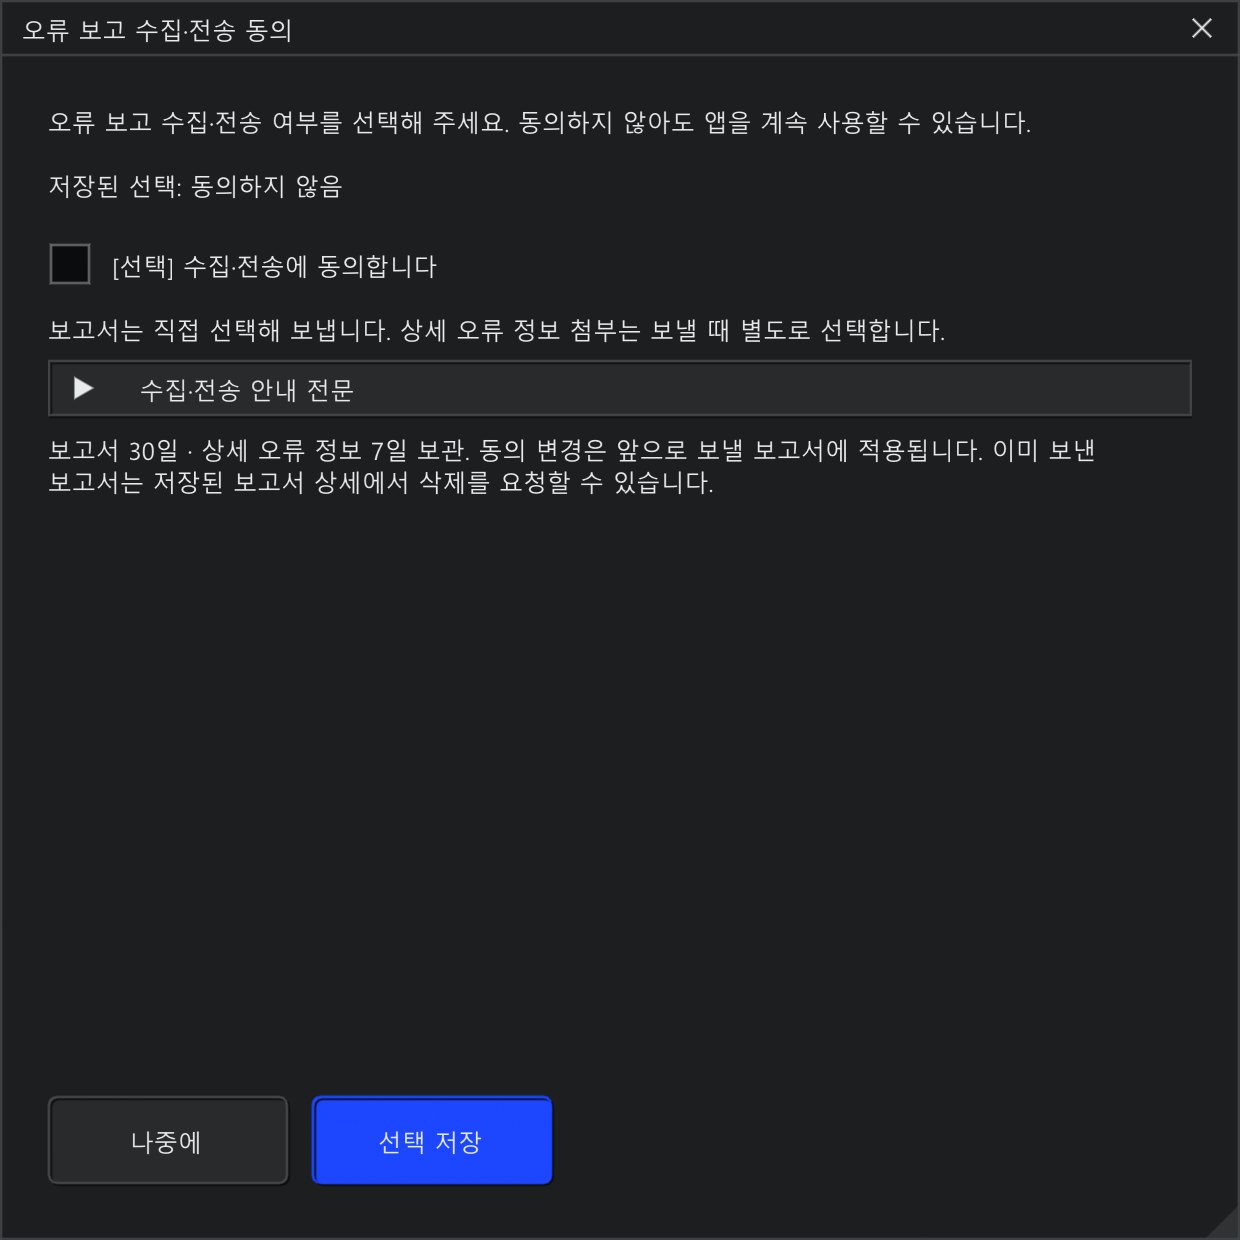 오류 보고 수집·전송 동의
오류 보고 수집·전송 여부를 선택해 주세요. 동의하지 않아도 앱을 계속 사용할 수 있습니다.
저장된 선택: 동의하지 않음
[선택] 수집·전송에 동의합니다
보고서는 직접 선택해 보냅니다. 상세 오류 정보 첨부는 보낼 때 별도로 선택합니다.
수집·전송 안내 전문
보고서 30일 · 상세 오류 정보 7일 보관. 동의 변경은 앞으로 보낼 보고서에 적용됩니다. 이미 보낸
보고서는 저장된 보고서 상세에서 삭제를 요청할 수 있습니다.
나중에
선택 저장